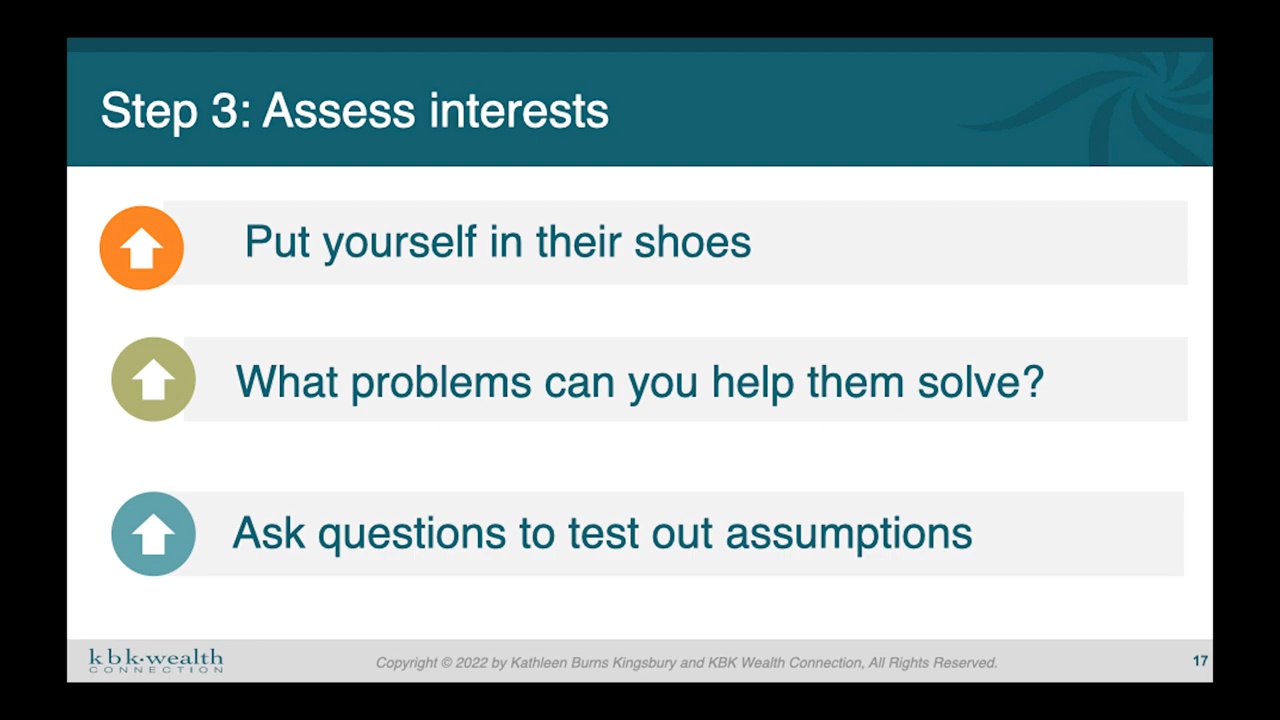 Step 3: Assess interests
Put yourself in their shoes
What problems can you help them solve?
Ask questions to test out assumptions
kbk·wealth
CONNECTION
Copyright © 2022 by Kathleen Burns Kingsbury and KBK Wealth Connection, All Rights Reserved.
17